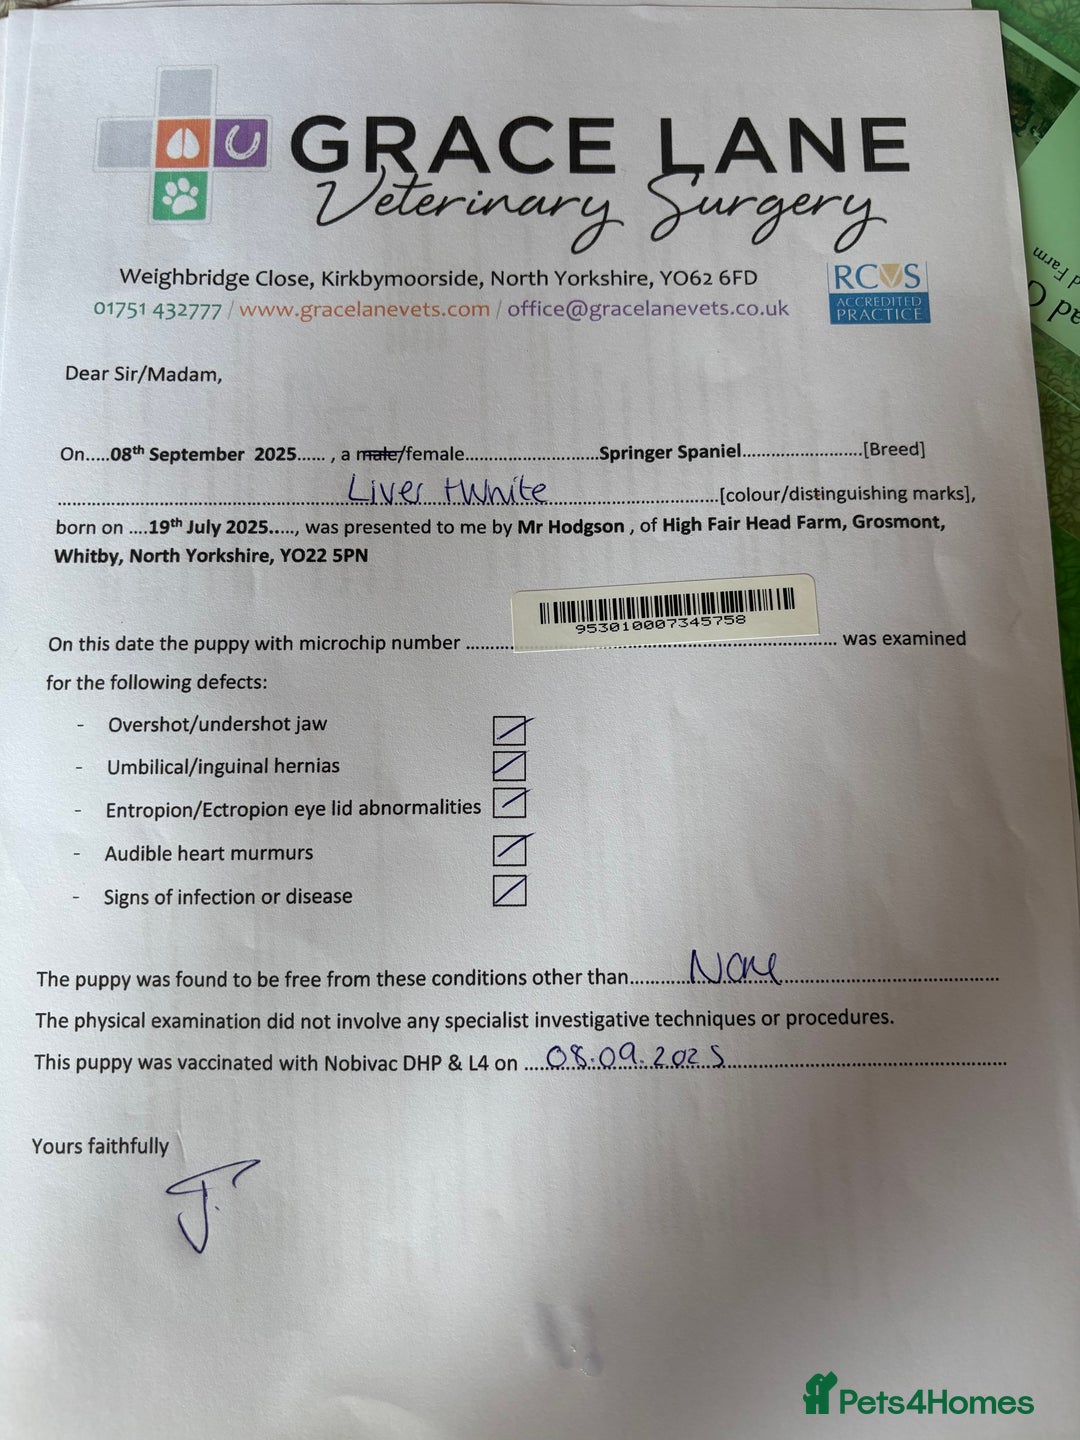 GRACE LANE
Veterinary Surgery
Weighbridge Close, Kirkbymoorside, North Yorkshire, YO62 6FD
01751 432777 / www.gracelanevets.com / office@gracelanevets.co.uk
RCVS
ACCREDITED
PRACTICE
Dear Sir/Madam,
On.....08th September 2025...... , a male/female.............................Springer Spaniel..........................[Breed]
Liver + White [colour/distinguishing marks],
born on ....19th July 2025....., was presented to me by Mr Hodgson , of High Fair Head Farm, Grosmont,
Whitby, North Yorkshire, YO22 5PN
953010007345758
On this date the puppy with microchip number .......... was examined
for the following defects:
- Overshot/undershot jaw
- Umbilical/inguinal hernias
- Entropion/Ectropion eye lid abnormalities
- Audible heart murmurs
- Signs of infection or disease
The puppy was found to be free from these conditions other than......None......
The physical examination did not involve any specialist investigative techniques or procedures.
This puppy was vaccinated with Nobivac DHP & L4 on ....08.09.2025......
Yours faithfully
Pets4Homes